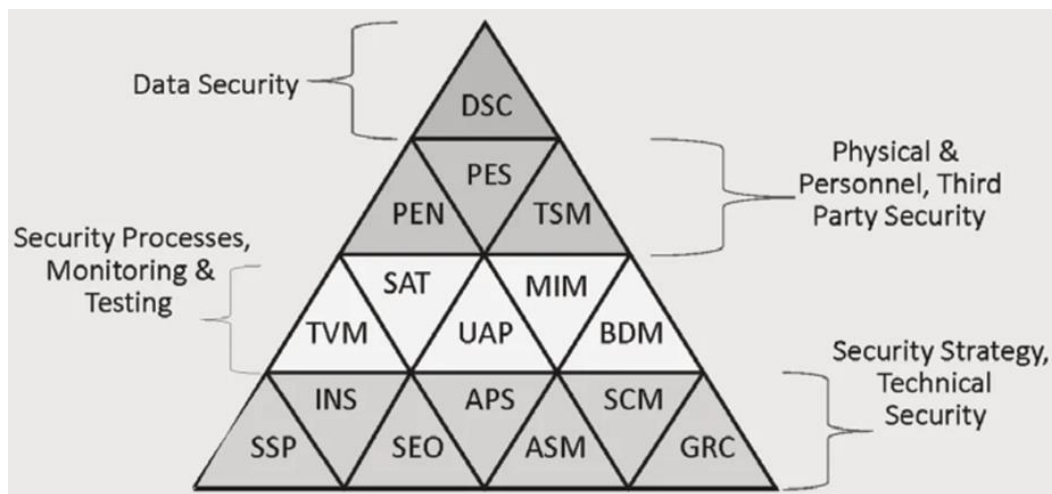 Data Security
DSC
PES
PEN
TSM
Physical &
Personnel, Third
Party Security
Security Processes,
Monitoring &
Testing
SAT
MIM
TVM
UAP
BDM
Security Strategy,
Technical
Security
INS
APS
SCM
SSP
SEO
ASM
GRC